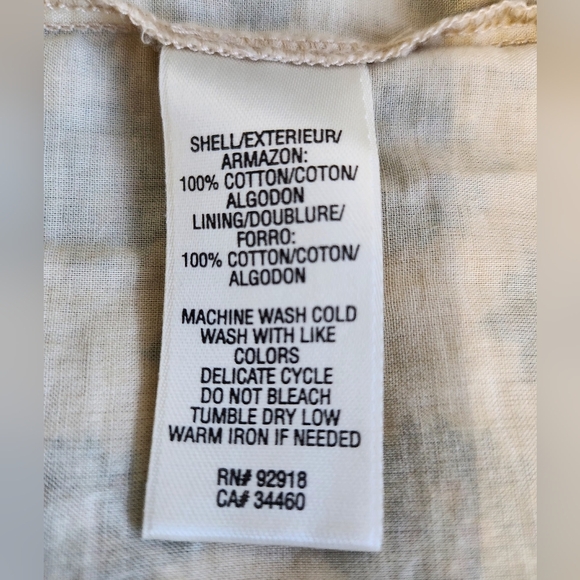 SHELL/EXTERIEUR/
ARMAZON:
100% COTTON/COTON/
ALGODON
LINING/DOUBLURE/
FORRO:
100% COTTON/COTON/
ALGODON
MACHINE WASH COLD
WASH WITH LIKE
COLORS
DELICATE CYCLE
DO NOT BLEACH
TUMBLE DRY LOW
WARM IRON IF NEEDED
RN# 92918
CA# 34460